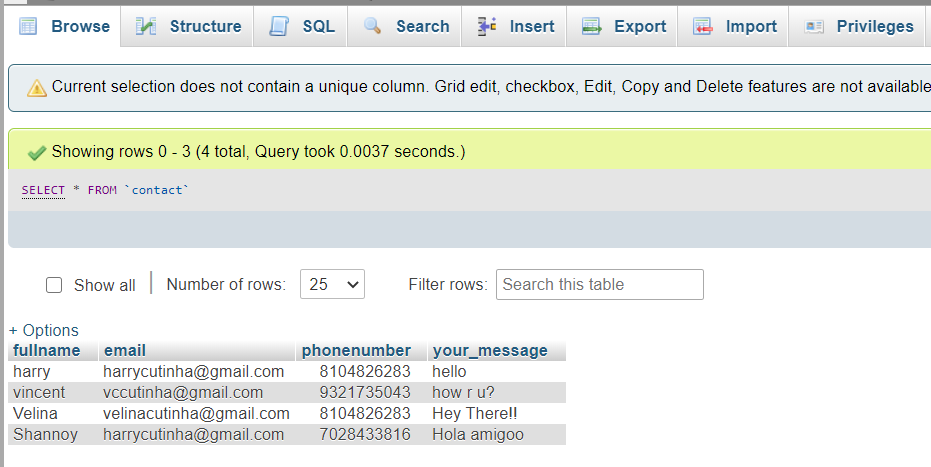 Browse Structure SQL Search Insert Export Import Privileges
Current selection does not contain a unique column. Grid edit, checkbox, Edit, Copy and Delete features are not available
Showing rows 0 - 3 (4 total, Query took 0.0037 seconds.)
SELECT * FROM `contact`
Show all | Number of rows: 25 Filter rows: Search this table
+ Options
fullname email phonenumber your_message
harry harrycutinha@gmail.com 8104826283 hello
vincent vccutinha@gmail.com 9321735043 how r u?
Velina velinacutinha@gmail.com 8104826283 Hey There!!
Shannoy harrycutinha@gmail.com 7028433816 Hola amigoo